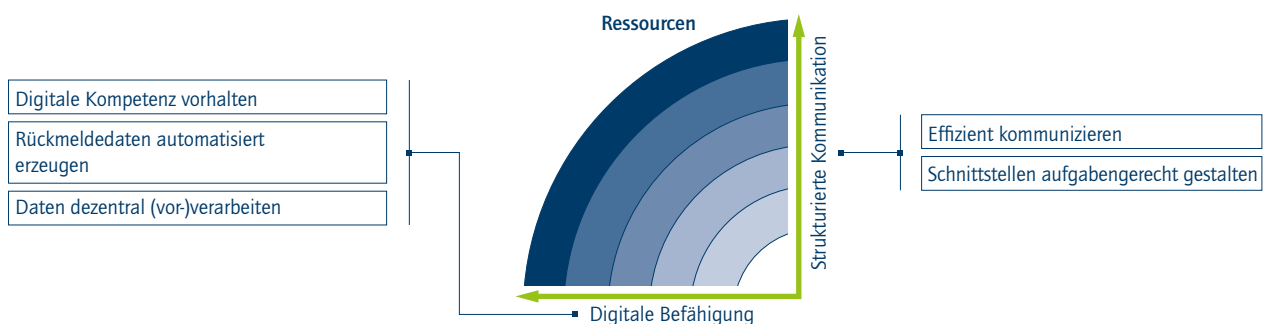 Ressourcen
Digitale Kompetenz vorhalten
Rückmeldedaten automatisiert
erzeugen
Daten dezentral (vor-)verarbeiten
Strukturierte Kommunikation
Effizient kommunizieren
Schnittstellen aufgabengerecht gestalten
Digitale Befähigung